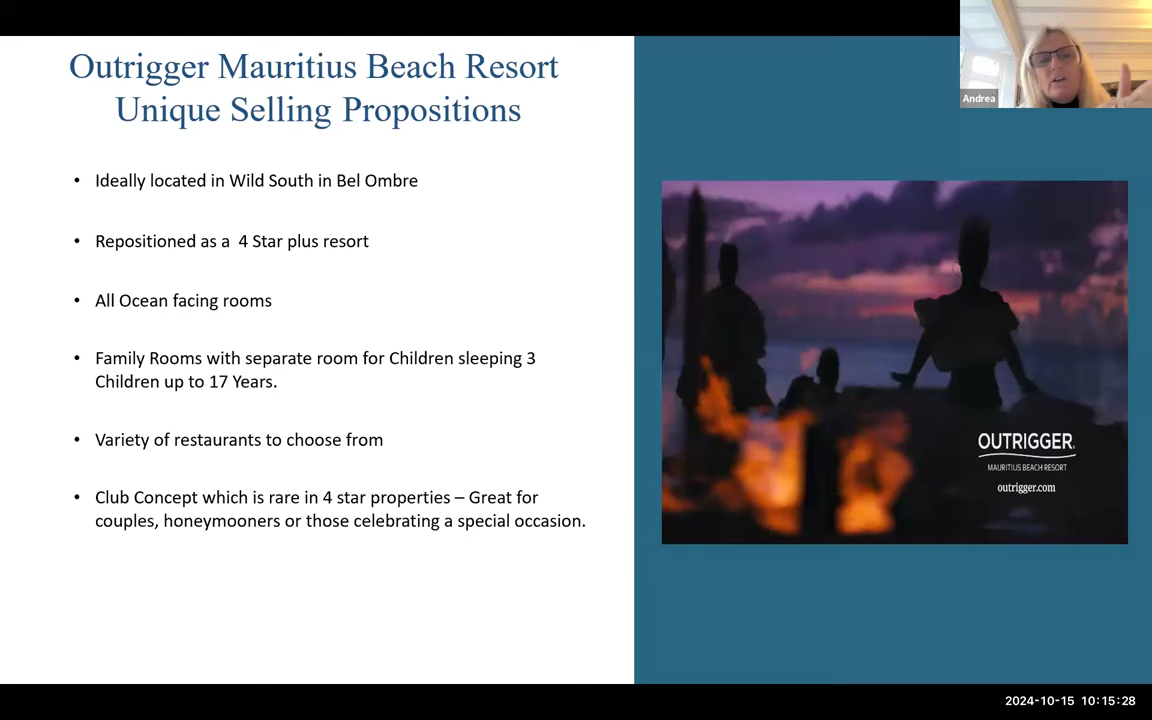 Outrigger Mauritius Beach Resort
Unique Selling Propositions
Andrea
• Ideally located in Wild South in Bel Ombre
• Repositioned as a  4 Star plus resort
• All Ocean facing rooms
• Family Rooms with separate room for Children sleeping 3
Children up to 17 Years.
• Variety of restaurants to choose from
• Club Concept which is rare in 4 star properties – Great for
couples, honeymooners or those celebrating a special occasion.
OUTRIGGER.
MAURITIUS BEACH RESORT
outrigger.com
2024-10-15 10:15:28